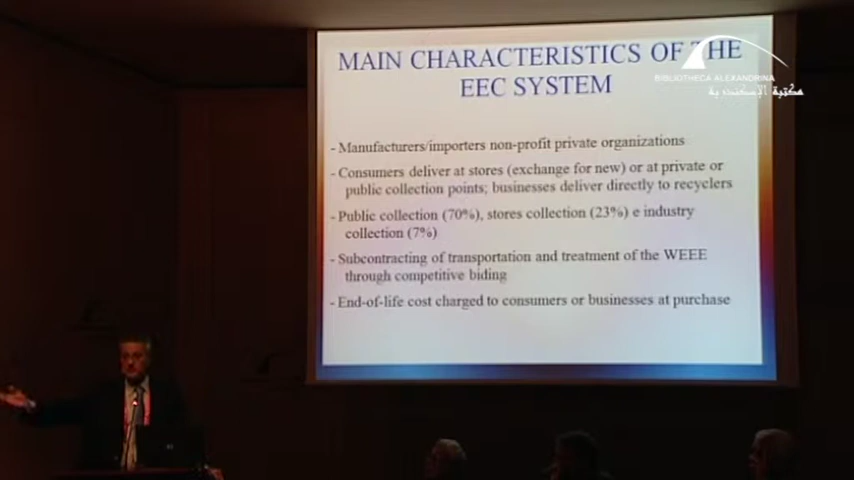 MAIN CHARACTERISTICS OF THE
EEC SYSTEM
BIBLIOTHECA ALEXANDRINA
مكتبة الإسكندرية
- Manufacturers/importers non-profit private organizations
- Consumers deliver at stores (exchange for new) or at private or
public collection points; businesses deliver directly to recyclers
- Public collection (70%), stores collection (23%) e industry
collection (7%)
- Subcontracting of transportation and treatment of the WEEE
through competitive biding
- End-of-life cost charged to consumers or businesses at purchase